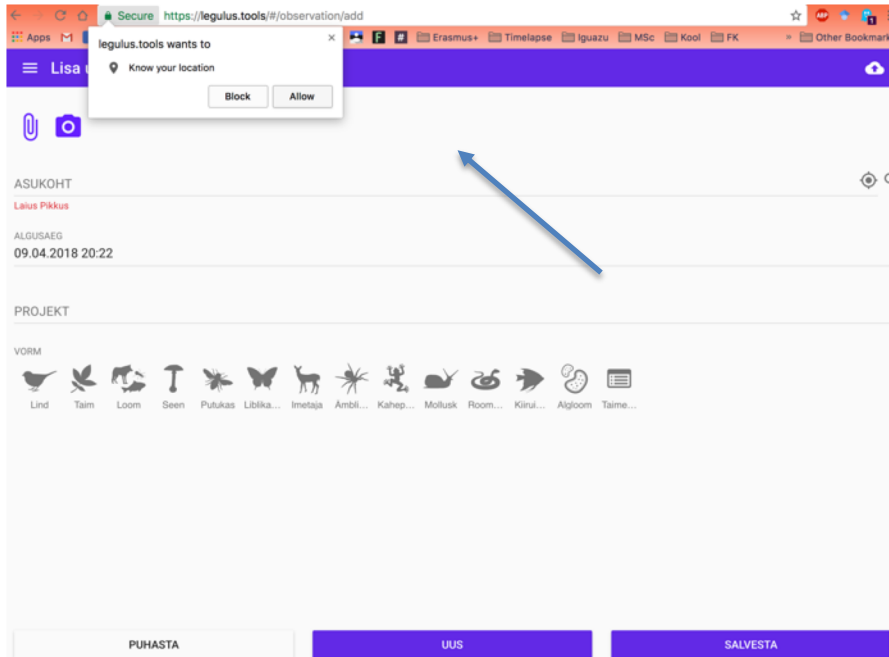 Secure https://legulus.tools/#/observation/add
Apps Erasmus+ Timelapse Iguazu MSc Kool FK » Other Bookmark
legulus.tools wants to
Know your location
Block Allow
Lisa
ASUKOHT
Laius Pikkus
ALGUSAEG
09.04.2018 20:22
PROJEKT
VORM
Lind Taim Loom Seen Putukas Liblika... Imetaja Ämbli... Kahep... Mollusk Room... Kiirui... Algloom Taime...
PUHASTA UUS SALVESTA